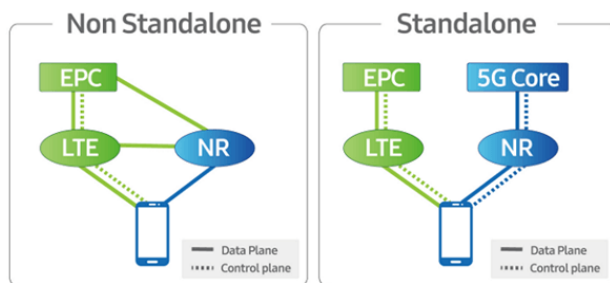 Non Standalone
EPC
LTE
NR
Data Plane
Control plane
Standalone
EPC
5G Core
LTE
NR
Data Plane
Control plane